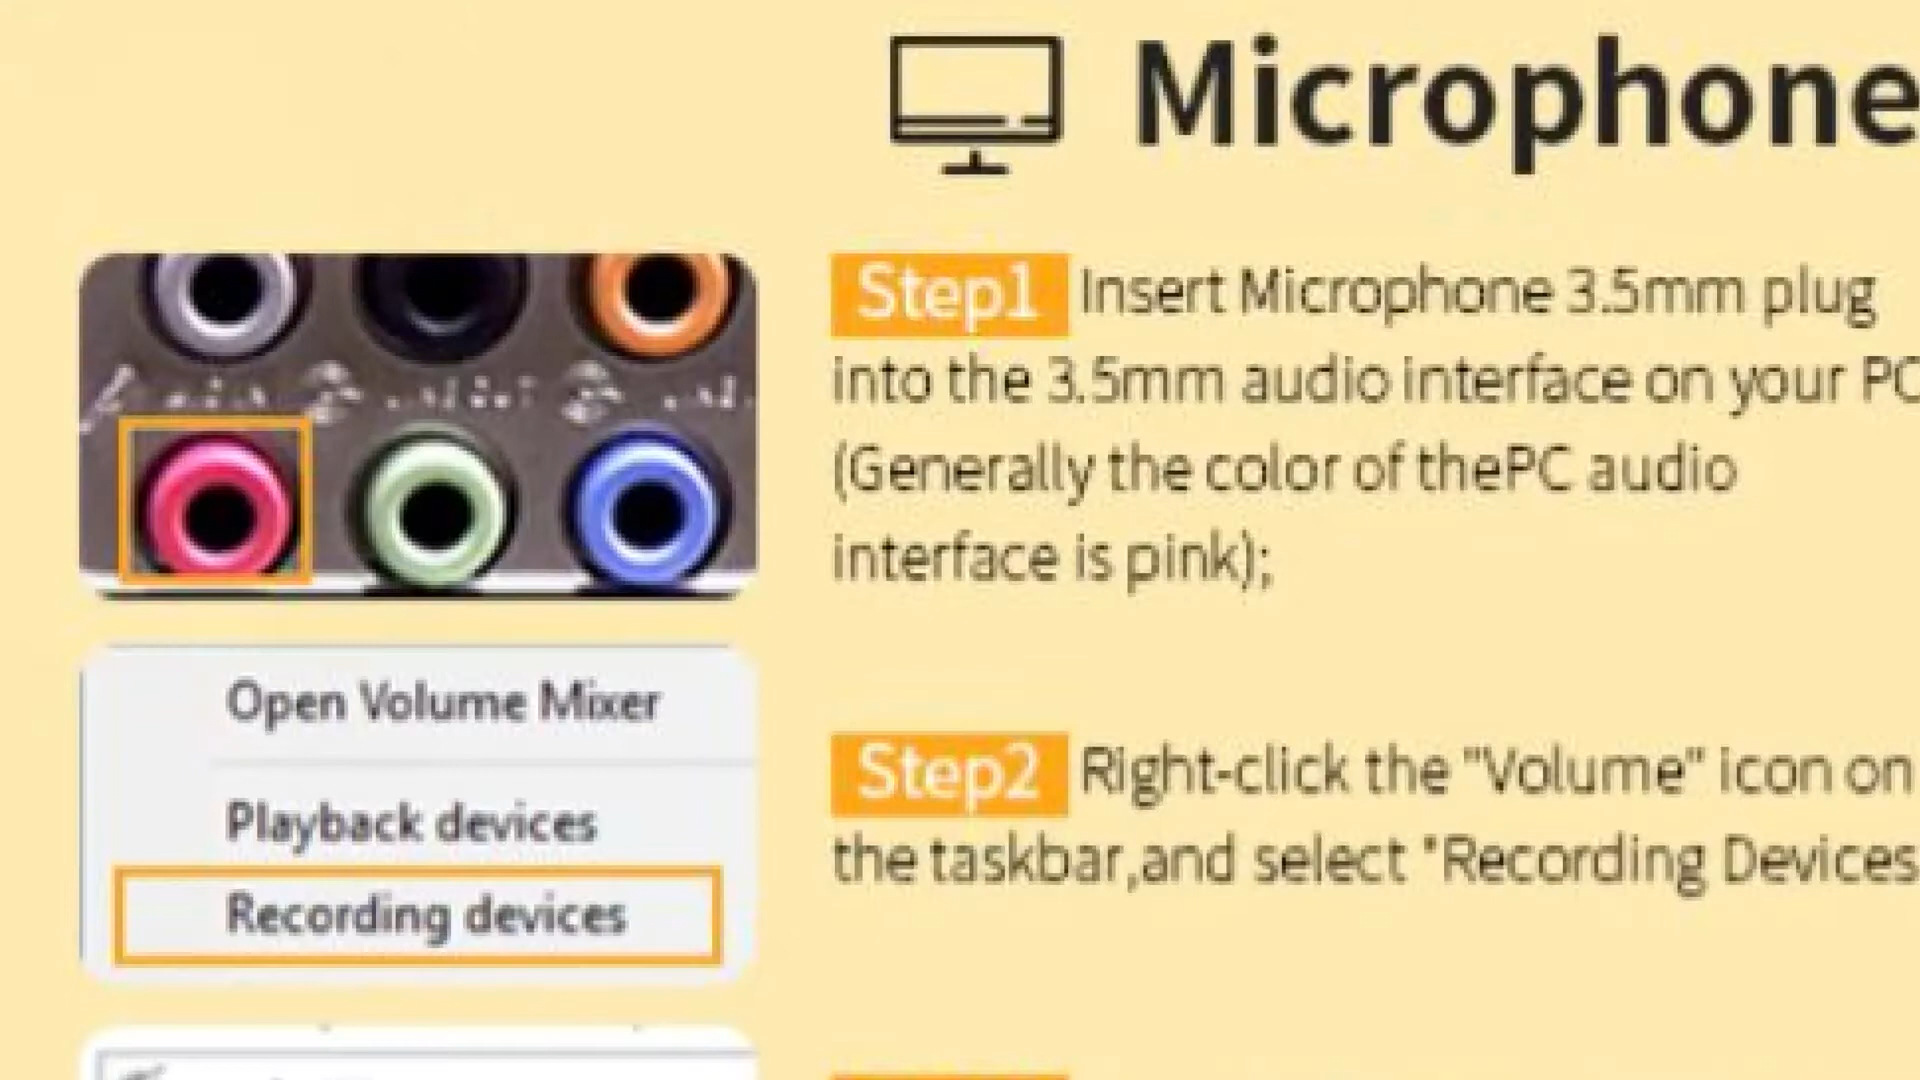 Microphone
Step1 Insert Microphone 3.5mm plug
into the 3.5mm audio interface on your PC
(Generally the color of thePC audio
interface is pink);
Open Volume Mixer
Playback devices
Recording devices
Step2 Right-click the "Volume" icon on
the taskbar,and select "Recording Devices